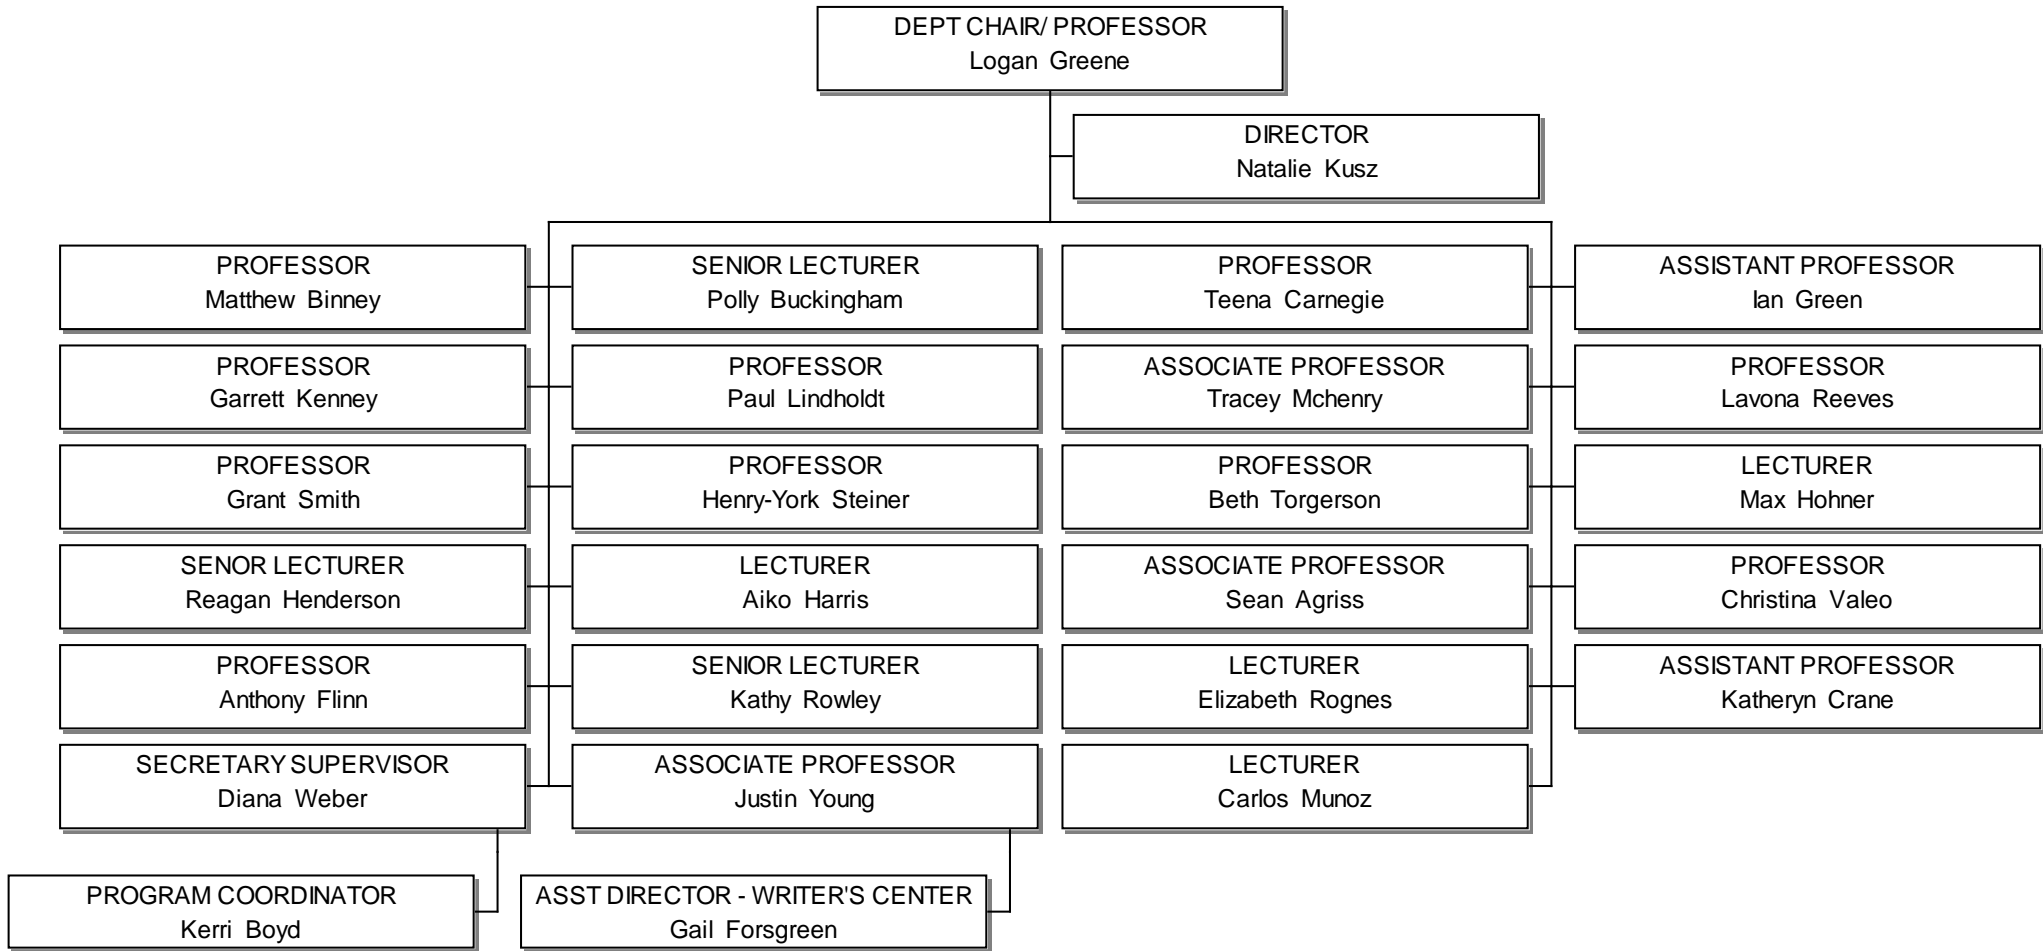 DEPT CHAIR/ PROFESSOR
Logan Greene
DIRECTOR
Natalie Kusz
PROFESSOR
Matthew Binney
SENIOR LECTURER
Polly Buckingham
PROFESSOR
Teena Carnegie
ASSISTANT PROFESSOR
Ian Green
PROFESSOR
Garrett Kenney
PROFESSOR
Paul Lindholdt
ASSOCIATE PROFESSOR
Tracey Mchenry
PROFESSOR
Lavona Reeves
PROFESSOR
Grant Smith
PROFESSOR
Henry-York Steiner
PROFESSOR
Beth Torgerson
LECTURER
Max Hohner
SENOR LECTURER
Reagan Henderson
LECTURER
Aiko Harris
ASSOCIATE PROFESSOR
Sean Agriss
PROFESSOR
Christina Valeo
PROFESSOR
Anthony Flinn
SENIOR LECTURER
Kathy Rowley
LECTURER
Elizabeth Rognes
ASSISTANT PROFESSOR
Katheryn Crane
SECRETARY SUPERVISOR
Diana Weber
ASSOCIATE PROFESSOR
Justin Young
LECTURER
Carlos Munoz
PROGRAM COORDINATOR
Kerri Boyd
ASST DIRECTOR - WRITER'S CENTER
Gail Forsgreen